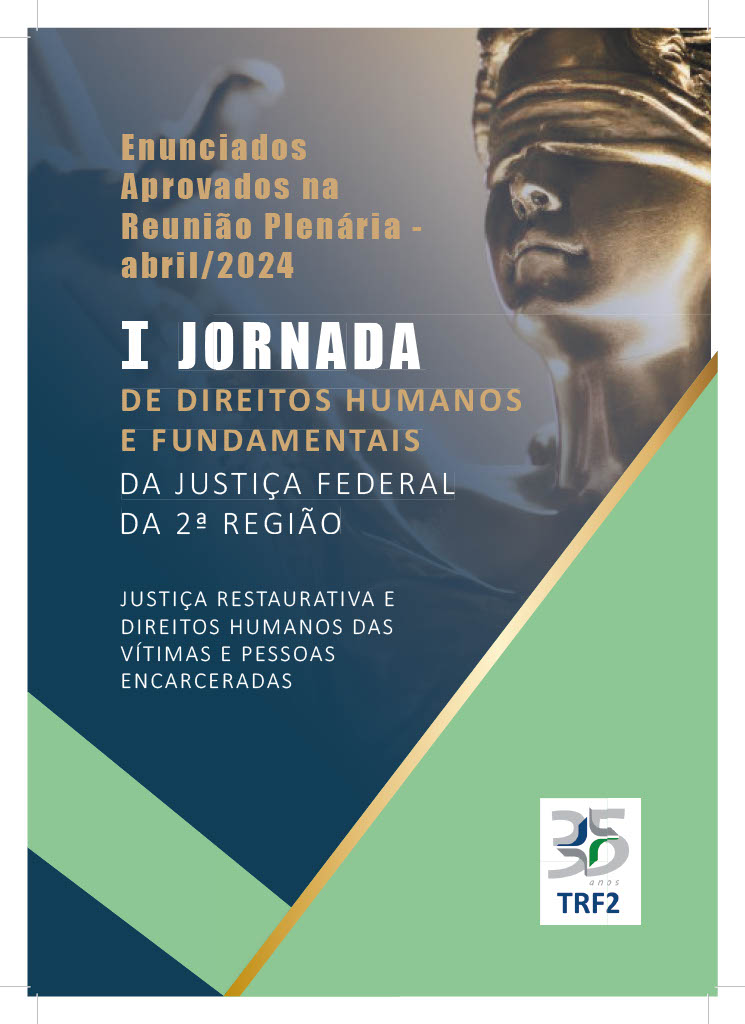 Enunciados
Aprovados na
Reunião Plenária -
abril/2024
I JORNADA
DE DIREITOS HUMANOS
E FUNDAMENTAIS
DA JUSTIÇA FEDERAL
DA 2ª REGIÃO
JUSTIÇA RESTAURATIVA E
DIREITOS HUMANOS DAS
VÍTIMAS E PESSOAS
ENCARCERADAS
35
anos
TRF2